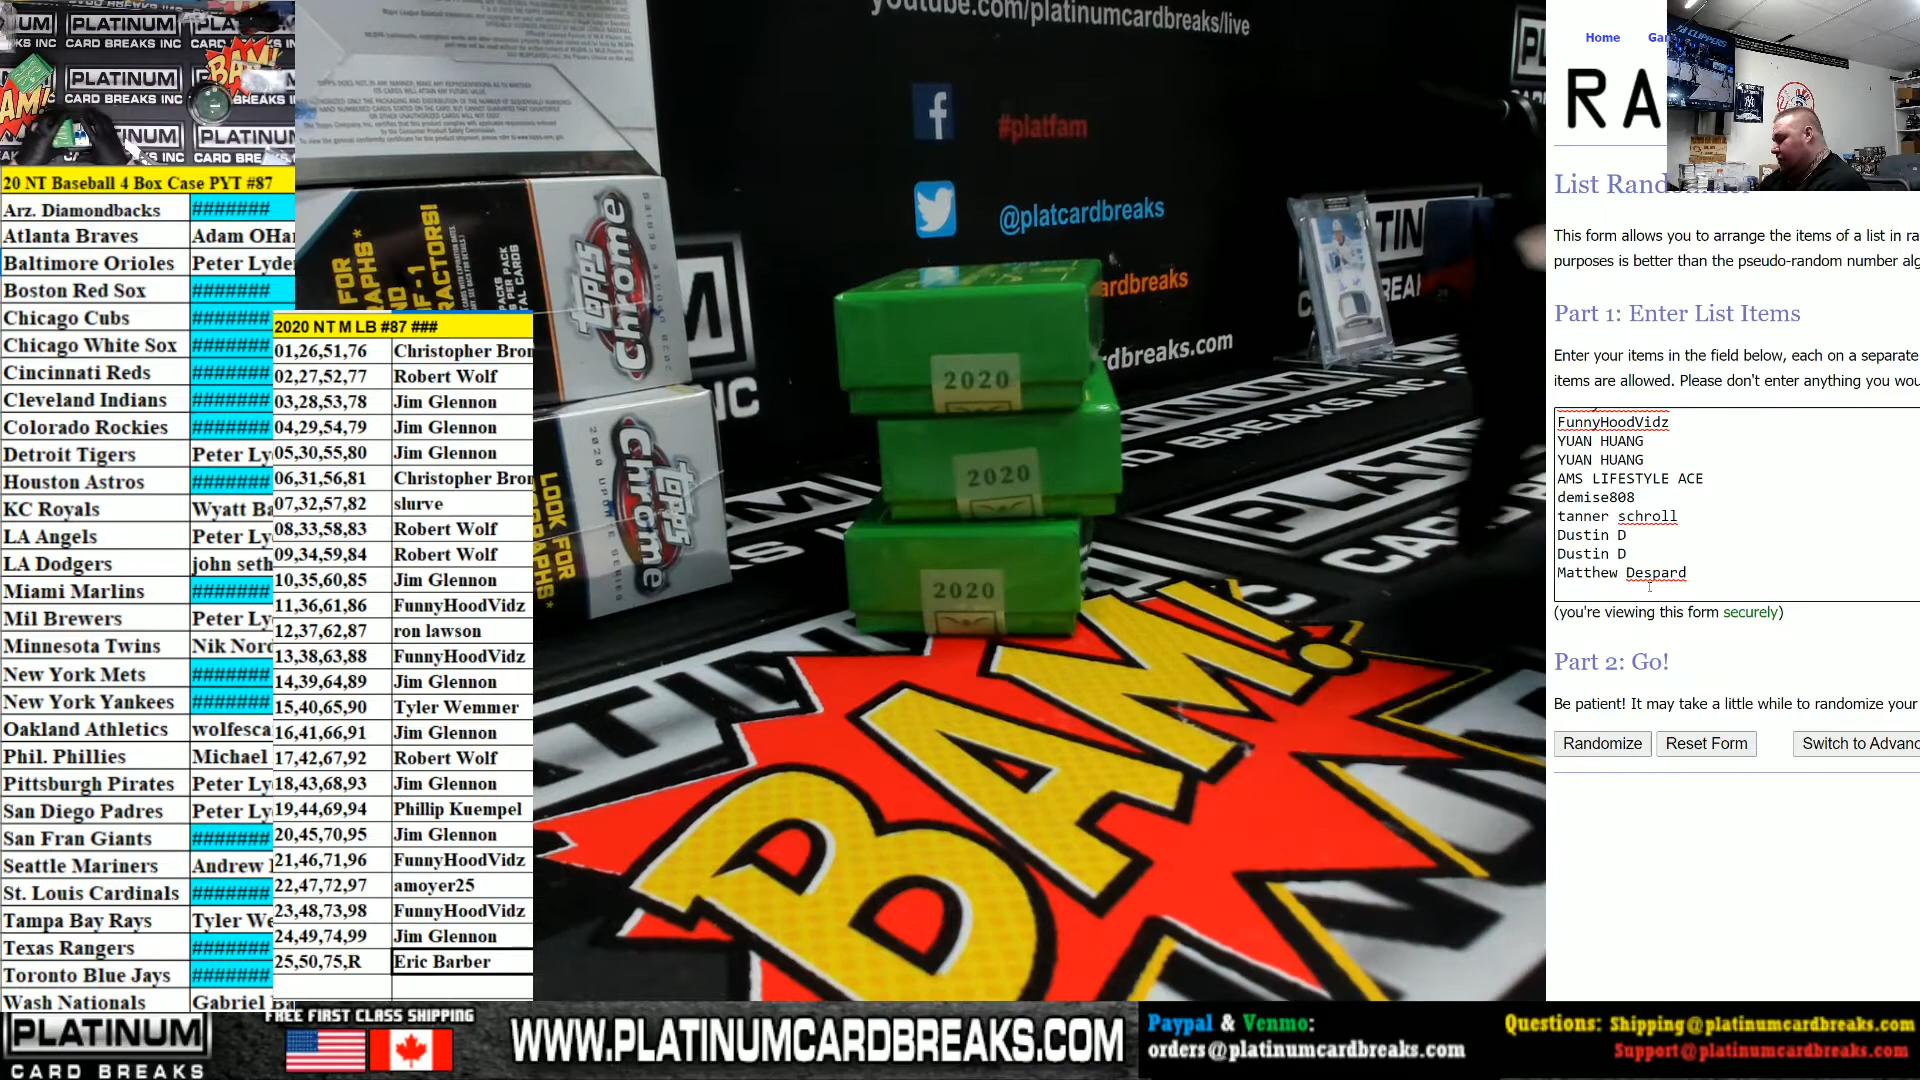 youtube.com/platinumcardbreaks/live
#platfam
@platcardbreaks
ardbreaks
rdbreaks.com
PLATINUM
CARD BREAKS INC
20 NT Baseball 4 Box Case PYT #87
Arz. Diamondbacks #######
Atlanta Braves Adam OHa
Baltimore Orioles Peter Lyde
Boston Red Sox #######
Chicago Cubs #######
Chicago White Sox #######
Cincinnati Reds #######
Cleveland Indians #######
Colorado Rockies #######
Detroit Tigers Peter Ly
Houston Astros #######
KC Royals Wyatt Ba
LA Angels Peter Ly
LA Dodgers john seth
Miami Marlins #######
Mil Brewers Peter Ly
Minnesota Twins Nik Nord
New York Mets #######
New York Yankees #######
Oakland Athletics wolfesca
Phil. Phillies Michael
Pittsburgh Pirates Peter Ly
San Diego Padres Peter Ly
San Fran Giants #######
Seattle Mariners Andrew
St. Louis Cardinals #######
Tampa Bay Rays Tyler We
Texas Rangers #######
Toronto Blue Jays #######
Wash Nationals Gabriel Ba
2020 NT MLB #87 ###
01,26,51,76 Christopher Bron
02,27,52,77 Robert Wolf
03,28,53,78 Jim Glennon
04,29,54,79 Jim Glennon
05,30,55,80 Jim Glennon
06,31,56,81 Christopher Bron
07,32,57,82 slurve
08,33,58,83 Robert Wolf
09,34,59,84 Robert Wolf
10,35,60,85 Jim Glennon
11,36,61,86 FunnyHoodVidz
12,37,62,87 ron lawson
13,38,63,88 FunnyHoodVidz
14,39,64,89 Jim Glennon
15,40,65,90 Tyler Wemmer
16,41,66,91 Jim Glennon
17,42,67,92 Robert Wolf
18,43,68,93 Jim Glennon
19,44,69,94 Phillip Kuempel
20,45,70,95 Jim Glennon
21,46,71,96 FunnyHoodVidz
22,47,72,97 amoyer25
23,48,73,98 FunnyHoodVidz
24,49,74,99 Jim Glennon
25,50,75,R Eric Barber
topps Chrome
Chrome
LOOK FOR
2020
2020
2020
BAM!
Home Ga
RA
List Rand
This form allows you to arrange the items of a list in ra
purposes is better than the pseudo-random number alg
Part 1: Enter List Items
Enter your items in the field below, each on a separate
items are allowed. Please don't enter anything you wou
FunnyHoodVidz
YUAN HUANG
YUAN HUANG
AMS LIFESTYLE ACE
demise808
tanner schroll
Dustin D
Dustin D
Matthew Despard
(you're viewing this form securely)
Part 2: Go!
Be patient! It may take a little while to randomize your
Randomize Reset Form Switch to Advanc
PLATINUM
CARD BREAKS
FREE FIRST CLASS SHIPPING
WWW.PLATINUMCARDBREAKS.COM
Paypal & Venmo:
orders@platinumcardbreaks.com
Questions: Shipping@platinumcardbreaks.com
Support@platinumcardbreaks.com